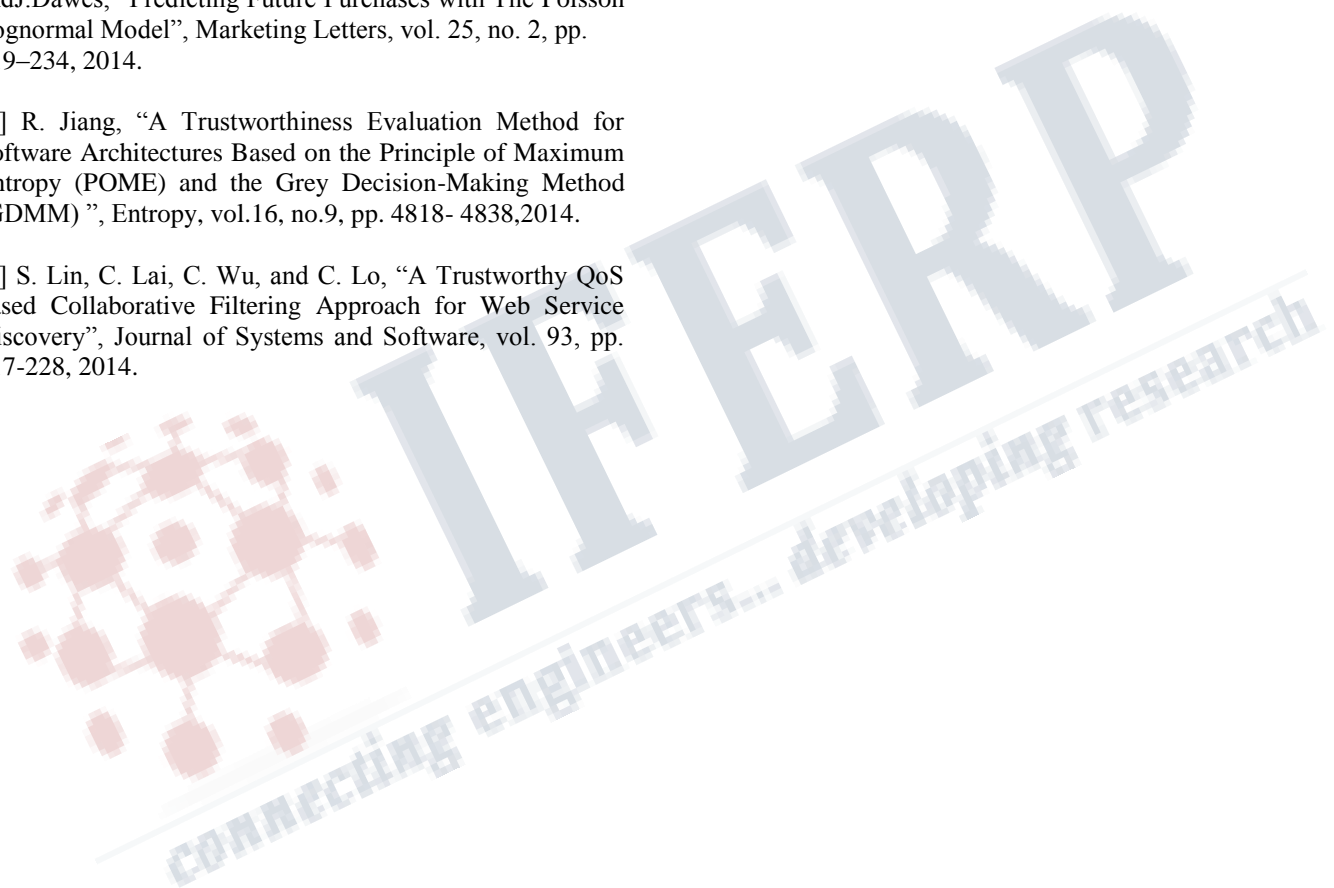 Predicting Future Purchases with The Poisson
ognormal Model”, Marketing Letters, vol. 25, no. 2, pp.
9–234, 2014.
] R. Jiang, “A Trustworthiness Evaluation Method for
oftware Architectures Based on the Principle of Maximum
ntropy (POME) and the Grey Decision-Making Method
GDMM) ”, Entropy, vol.16, no.9, pp. 4818- 4838,2014.
] S. Lin, C. Lai, C. Wu, and C. Lo, “A Trustworthy QoS
sed Collaborative Filtering Approach for Web Service
iscovery”, Journal of Systems and Software, vol. 93, pp.
7-228, 2014.
IFERP
connecting engineers... developing research